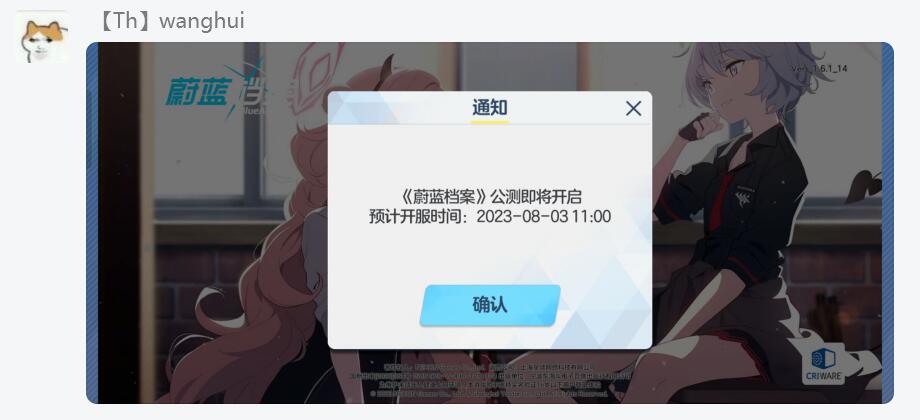 【Th】wanghui
蔚蓝
Ver. 1.6.1_14
通知
《蔚蓝档案》公测即将开启
预计开服时间：2023-08-03 11:00
确认
CRIWARE